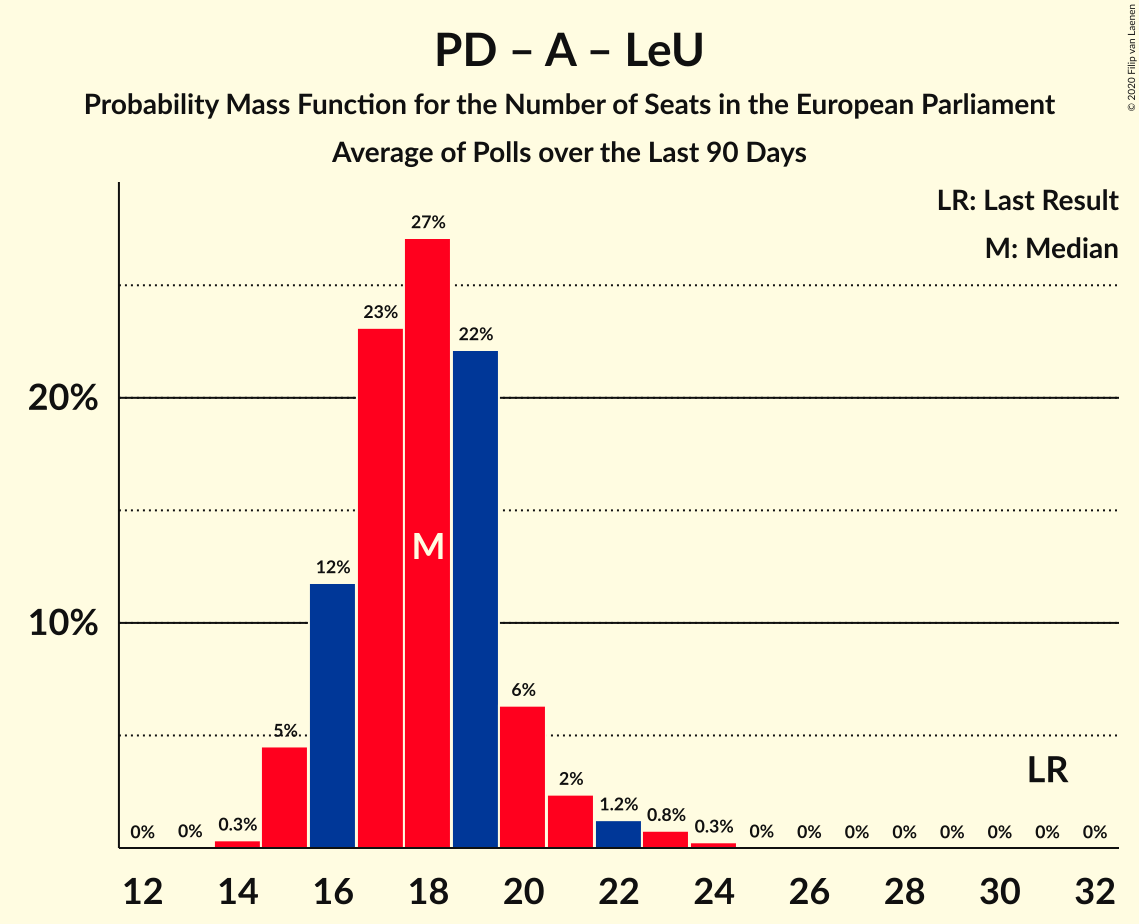 PD – A – LeU
Probability Mass Function for the Number of Seats in the European Parliament
Average of Polls over the Last 90 Days
© 2020 Filip van Laenen
LR: Last Result
M: Median
20%
10%
0%
0%
0.3%
5%
12%
23%
27%
22%
6%
2%
1.2%
0.8%
0.3%
0%
0%
0%
0%
0%
0%
0%
0%
M
LR
12 14 16 18 20 22 24 26 28 30 32